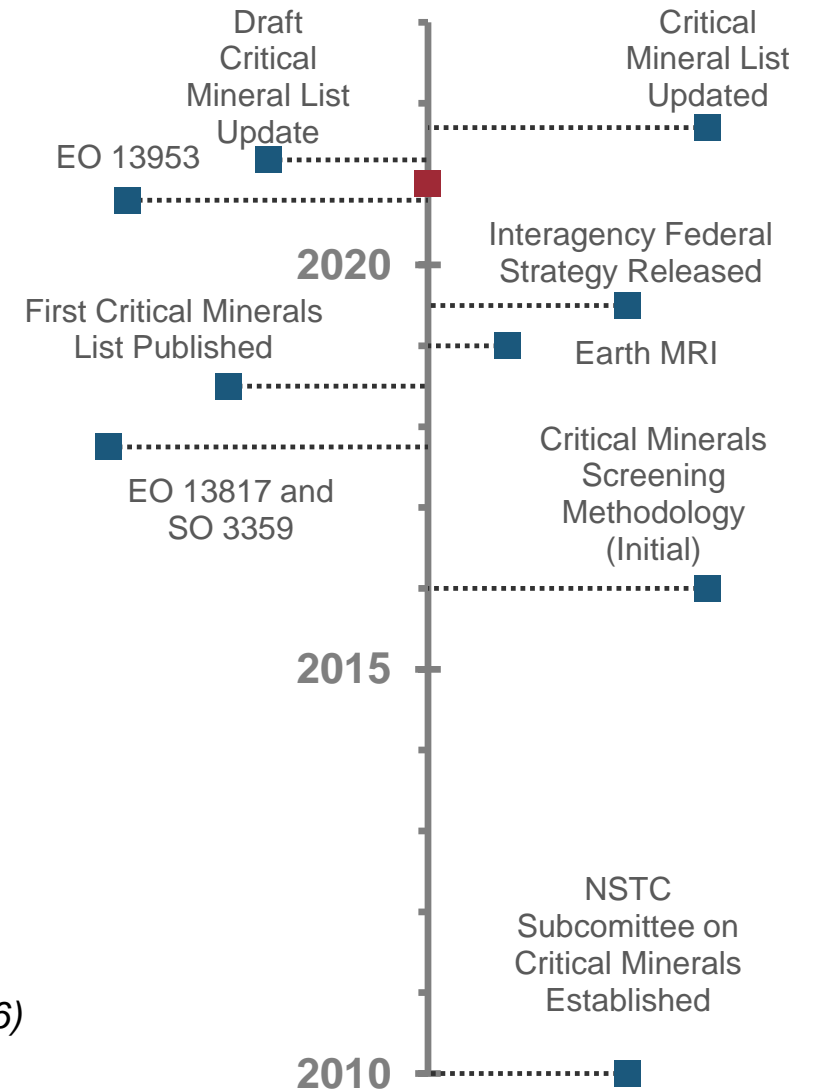 Draft
Critical
Mineral List
Update
Critical
Mineral List
Updated
EO 13953
Interagency Federal
Strategy Released
2020
First Critical Minerals
List Published
Earth MRI
Critical Minerals
Screening
Methodology
(Initial)
EO 13817 and
SO 3359
2015
NSTC
Subcomittee on
Critical Minerals
Established
6)
2010